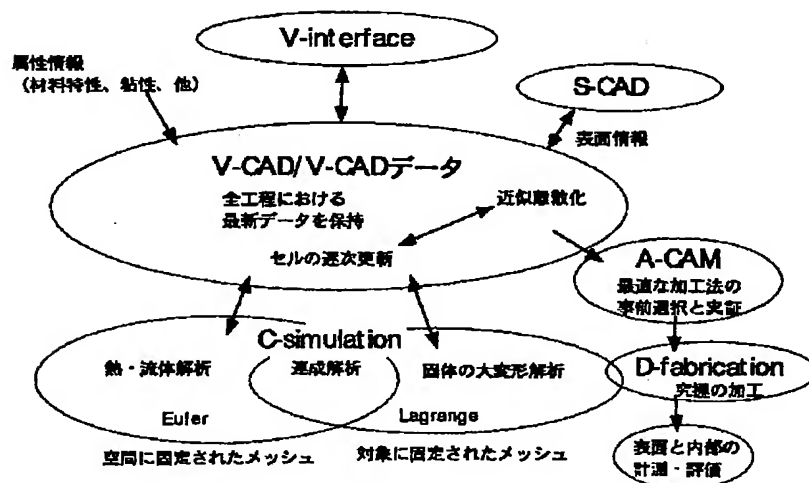 V-interface
属性情報
(材料特性、粘性、他)
S-CAD
表面情報
V-CAD/V-CADデータ
全工程における
最新データを保持
近似離散化
セルの逐次更新
A-CAM
最適な加工法の
事前選択と実証
C-simulation
熱・流体解析
連成解析
固体の大変形解析
D-fabrication
究極の加工
Euler
Lagrange
空間に固定されたメッシュ
対象に固定されたメッシュ
表面と内部の
計測・評価